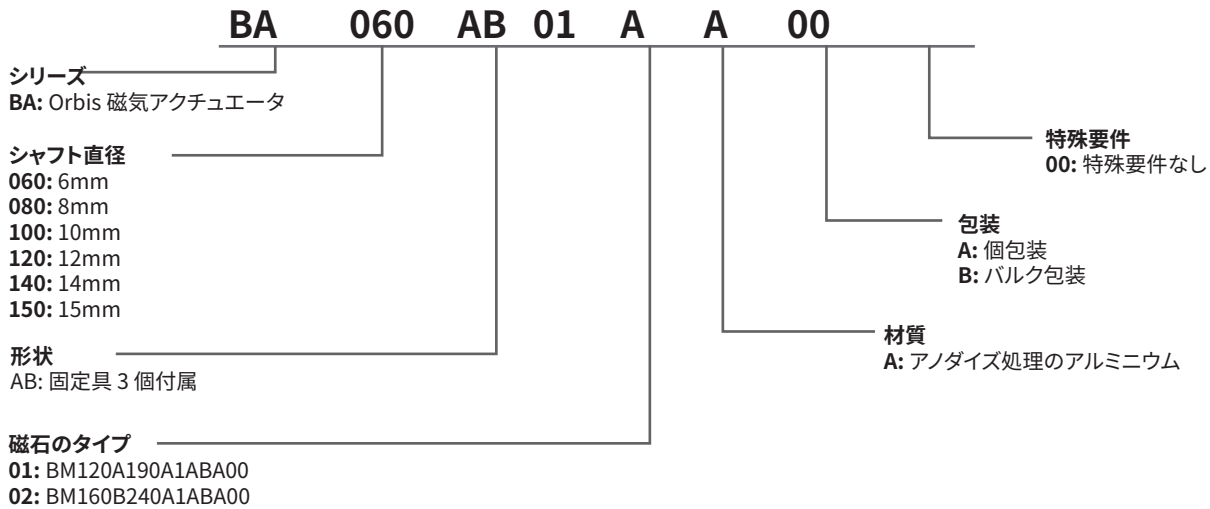 BA 060 AB 01 A A 00
シリーズ
BA: Orbis 磁気アクチュエータ
シャフト直径
060: 6mm
080: 8mm
100: 10mm
120: 12mm
140: 14mm
150: 15mm
形状
AB: 固定具 3 個付属
磁石のタイプ
01: BM120A190A1ABA00
02: BM160B240A1ABA00
特殊要件
00: 特殊要件なし
包装
A: 個包装
B: バルク包装
材質
A: アノダイズ処理のアルミニウム